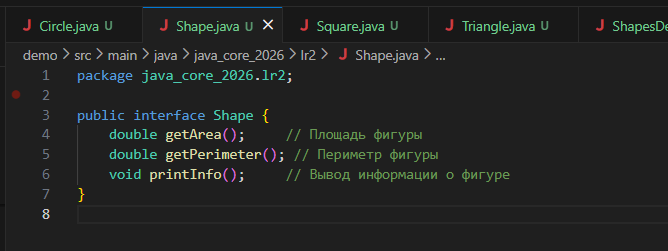 J Circle.java U J Shape.java U × J Square.java U J Triangle.java U J ShapesDe
demo > src > main > java > java_core_2026 > lr2 > J Shape.java > ...
1 package java_core_2026.lr2;
2
3 public interface Shape {
4 double getArea(); // Площадь фигуры
5 double getPerimeter(); // Периметр фигуры
6 void printInfo(); // Вывод информации о фигуре
7 }
8